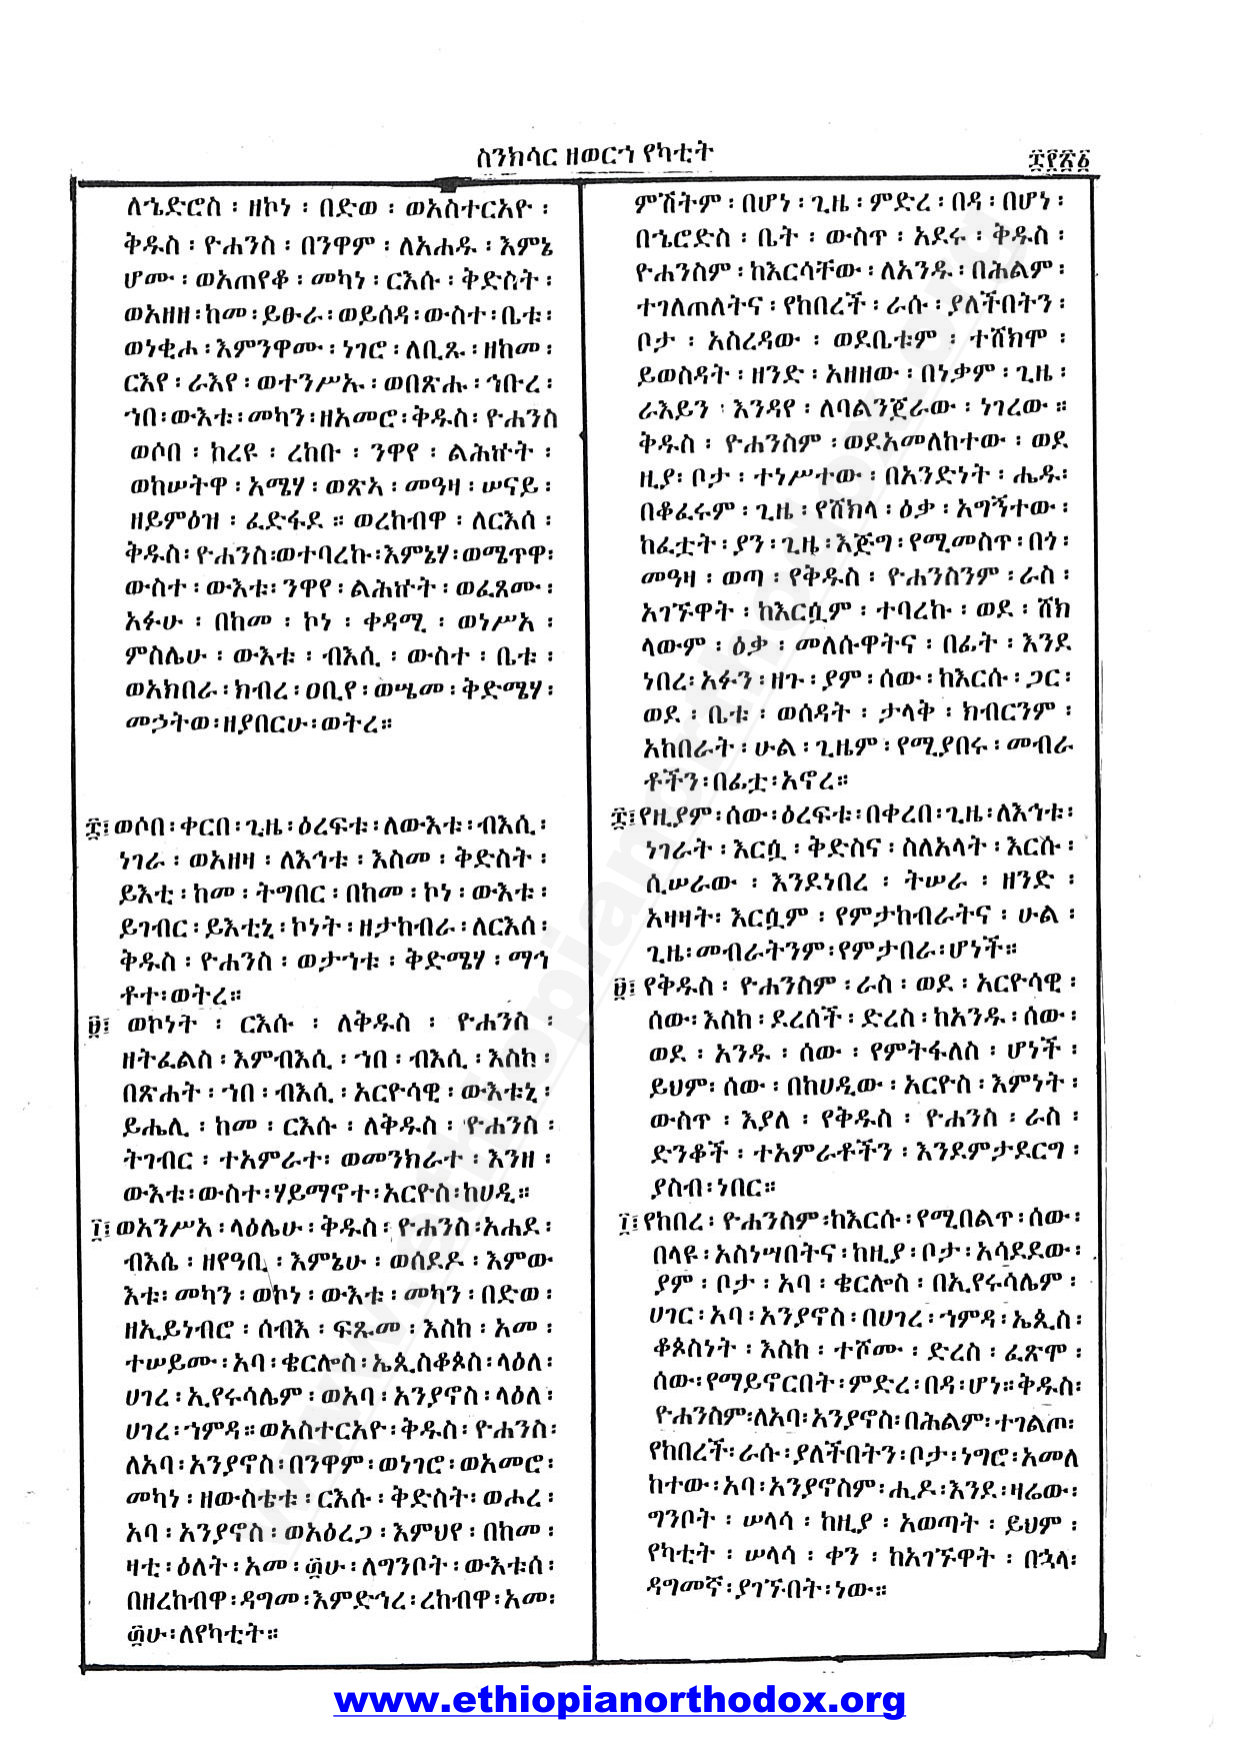 ስንክሳር ዘወርኀ የካቲት
፰፻፷፩
ለኄድሮስ ፡ ዘኮነ ፡ በድወ ፡ ወአስተርአዮ ፡
ቅዱስ ፡ ዮሐንስ ፡ በንዋም ፡ ለአሐዱ ፡ እምኔ
ሆሙ ፡ ወአጠየቆ ፡ መካነ ፡ ርእሱ ፡ ቅድስት ፡
ወአዘዘ ፡ ከመ ፡ ይፁራ ፡ ወይሰዳ ፡ ውስተ ፡ ቤቱ ፡
ወነቂሖ ፡ እምንዋሙ ፡ ነገሮ ፡ ለቢጹ ፡ ዘከመ ፡
ርእየ ፡ ራእየ ፡ ወተንሥኡ ፡ ወበጽሑ ፡ ኅቡረ ፡
ኀበ ፡ ውእቱ ፡ መካን ፡ ዘአመሮ ፡ ቅዱስ ፡ ዮሐንስ
ወሶበ ፡ ከረዩ ፡ ረከቡ ፡ ንዋየ ፡ ልሕኵት ፡
ወከሠትዋ ፡ አሜሃ ፡ ወጽአ ፡ መዓዛ ፡ ሠናይ ፡
ዘይምዕዝ ፡ ፈድፋደ ። ወረከብዋ ፡ ለርእሰ ፡
ቅዱስ ፡ ዮሐንስ ፡ ወተባረኩ ፡ እምኔሃ ፡ ወሜጥዋ ፡
ውስተ ፡ ውእቱ ፡ ንዋየ ፡ ልሕኵት ፡ ወፈጸሙ ፡
አፉሁ ፡ በከመ ፡ ኮነ ፡ ቀዳሚ ፡ ወነሥአ ፡
ምስሌሁ ፡ ውእቱ ፡ ብእሲ ፡ ውስተ ፡ ቤቱ ፡
ወአክበራ ፡ ክብረ ፡ ዐቢየ ፡ ወሤመ ፡ ቅድሜሃ ፡
መኃትወ ፡ ዘያበርሁ ፡ ወትረ ።
፰፤ ወሶበ ፡ ቀርበ ፡ ጊዜ ፡ ዕረፍቱ ፡ ለውእቱ ፡ ብእሲ ፡
ነገራ ፡ ወአዘዛ ፡ ለእኅቱ ፡ እስመ ፡ ቅድስት ፡
ይእቲ ፡ ከመ ፡ ትግበር ፡ በከመ ፡ ኮነ ፡ ውእቱ ፡
ይገብር ፡ ይእቲኒ ፡ ኮነት ፡ ዘታከብራ ፡ ለርእሰ ፡
ቅዱስ ፡ ዮሐንስ ፡ ወታኀቱ ፡ ቅድሜሃ ፡ ማኅ
ቶተ ፡ ወትረ ።
፱፤ ወኮነት ፡ ርእሱ ፡ ለቅዱስ ፡ ዮሐንስ ፡
ዘትፈልስ ፡ እምብእሲ ፡ ኀበ ፡ ብእሲ ፡ እስከ ፡
በጽሐት ፡ ኀበ ፡ ብእሲ ፡ አርዮሳዊ ፡ ውእቱኒ ፡
ይሔሊ ፡ ከመ ፡ ርእሱ ፡ ለቅዱስ ፡ ዮሐንስ ፡
ትገብር ፡ ተአምራተ ፡ ወመንክራተ ፡ እንዘ ፡
ውእቱ ፡ ውስተ ፡ ሃይማኖተ ፡ አርዮስ ፡ ከሀዲ ።
፲፤ ወአንሥአ ፡ ላዕሌሁ ፡ ቅዱስ ፡ ዮሐንስ ፡ አሐደ ፡
ብእሴ ፡ ዘየዓቢ ፡ እምኔሁ ፡ ወሰደዶ ፡ እምው
እቱ ፡ መካን ፡ ወኮነ ፡ ውእቱ ፡ መካን ፡ በድወ ፡
ዘኢይነብሮ ፡ ሰብእ ፡ ፍጹመ ፡ እስከ ፡ አመ ፡
ተሠይሙ ፡ አባ ፡ ቄርሎስ ፡ ኤጲስቆጶስ ፡ ላዕለ ፡
ሀገረ ፡ ኢየሩሳሌም ፡ ወአባ ፡ አንያኖስ ፡ ላዕለ ፡
ሀገረ ፡ ኀምዳ ። ወአስተርአዮ ፡ ቅዱስ ፡ ዮሐንስ ፡
ለአባ ፡ አንያኖስ ፡ በንዋም ፡ ወነገሮ ፡ ወአመሮ ፡
መካነ ፡ ዘውስቴቱ ፡ ርእሱ ፡ ቅድስት ፡ ወሖረ ፡
አባ ፡ አንያኖስ ፡ ወአዕረጋ ፡ እምህየ ፡ በከመ ፡
ዛቲ ፡ ዕለት ፡ አመ ፡ ፴ሁ ፡ ለግንቦት ፡ ውእቱሰ ፡
በዘረከብዋ ፡ ዳግመ ፡ እምድኅረ ፡ ረከብዋ ፡ አመ ፡
፴ሁ ፡ ለየካቲት ።
ምሽትም ፡ በሆነ ፡ ጊዜ ፡ ምድረ ፡ በዳ ፡ በሆነ ፡
በኄሮድስ ፡ ቤት ፡ ውስጥ ፡ አደሩ ፡ ቅዱስ ፡
ዮሐንስም ፡ ከእርሳቸው ፡ ለአንዱ ፡ በሕልም ፡
ተገለጠለትና ፡ የከበረች ፡ ራሱ ፡ ያለችበትን ፡
ቦታ ፡ አስረዳው ፡ ወደቤቱም ፡ ተሸክሞ ፡
ይወስዳት ፡ ዘንድ ፡ አዘዘው ፡ በነቃም ፡ ጊዜ ፡
ራእይን ፡ እንዳየ ፡ ለባልንጀራው ፡ ነገረው ።
ቅዱስ ፡ ዮሐንስም ፡ ወደአመለከተው ፡ ወደ
ዚያ ፡ ቦታ ፡ ተነሥተው ፡ በአንድነት ፡ ሔዱ ፡
በቆፈሩም ፡ ጊዜ ፡ የሸክላ ፡ ዕቃ ፡ አግኝተው ፡
ከፈቷት ፡ ያን ፡ ጊዜ ፡ እጅግ ፡ የሚመስጥ ፡ በጎ ፡
መዓዛ ፡ ወጣ ፡ የቅዱስ ፡ ዮሐንስንም ፡ ራስ ፡
አገኙዋት ፡ ከእርሷም ፡ ተባረኩ ፡ ወደ ፡ ሸክ
ላውም ፡ ዕቃ ፡ መለሱዋትና ፡ በፊት ፡ እንደ
ነበረ ፡ አፉን ፡ ዘጉ ፡ ያም ፡ ሰው ፡ ከእርሱ ፡ ጋር ፡
ወደ ፡ ቤቱ ፡ ወሰዳት ፡ ታላቅ ፡ ክብርንም ፡
አከበራት ፡ ሁል ፡ ጊዜም ፡ የሚያበሩ ፡ መብራ
ቶችን ፡ በፊቷ ፡ አኖረ ።
፰፤ የዚያም ፡ ሰው ፡ ዕረፍቱ ፡ በቀረበ ፡ ጊዜ ፡ ለእኅቱ ፡
ነገራት ፡ እርሷ ፡ ቅድስና ፡ ስለአላት ፡ እርሱ ፡
ሲሠራው ፡ እንደነበረ ፡ ትሠራ ፡ ዘንድ ፡
አዛዛት ፡ እርሷም ፡ የምታከብራትና ፡ ሁል ፡
ጊዜ ፡ መብራትንም ፡ የምታበራ ፡ ሆነች ።
፱፤ የቅዱስ ፡ ዮሐንስም ፡ ራስ ፡ ወደ ፡ አርዮሳዊ ፡
ሰው ፡ እስከ ፡ ደረሰች ፡ ድረስ ፡ ከአንዱ ፡ ሰው ፡
ወደ ፡ አንዱ ፡ ሰው ፡ የምትፋለስ ፡ ሆነች ፡
ይህም ፡ ሰው ፡ በከሀዲው ፡ አርዮስ ፡ እምነት ፡
ውስጥ ፡ እያለ ፡ የቅዱስ ፡ ዮሐንስ ፡ ራስ ፡
ድንቆች ፡ ተአምራቶችን ፡ እንደምታደርግ ፡
ያስብ ፡ ነበር ።
፲፤ የከበረ ፡ ዮሐንስም ፡ ከእርሱ ፡ የሚበልጥ ፡ ሰው ፡
በላዩ ፡ አስነሣበትና ፡ ከዚያ ፡ ቦታ ፡ አሳደደው ፡
ያም ፡ ቦታ ፡ አባ ፡ ቄርሎስ ፡ በኢየሩሳሌም ፡
ሀገር ፡ አባ ፡ አንያኖስ ፡ በሀገረ ፡ ኀምዳ ፡ ኤጲስ ፡
ቆጶስነት ፡ እስከ ፡ ተሾሙ ፡ ድረስ ፡ ፈጽሞ ፡
ሰው ፡ የማይኖርበት ፡ ምድረ ፡ በዳ ፡ ሆነ ። ቅዱስ ፡
ዮሐንስም ፡ ለአባ ፡ አንያኖስ ፡ በሕልም ፡ ተገልጦ ፡
የከበረች ፡ ራሱ ፡ ያለችበትን ፡ ቦታ ፡ ነግሮ ፡ አመለ
ከተው ፡ አባ ፡ አንያኖስም ፡ ሒዶ ፡ እንደ ፡ ዛሬው ፡
ግንቦት ፡ ሠላሳ ፡ ከዚያ ፡ አወጣት ፡ ይህም ፡
የካቲት ፡ ሠላሳ ፡ ቀን ፡ ከአገኙዋት ፡ በኋላ ፡
ዳግመኛ ፡ ያገኙበት ፡ ነው ።
www.ethiopianorthodox.org